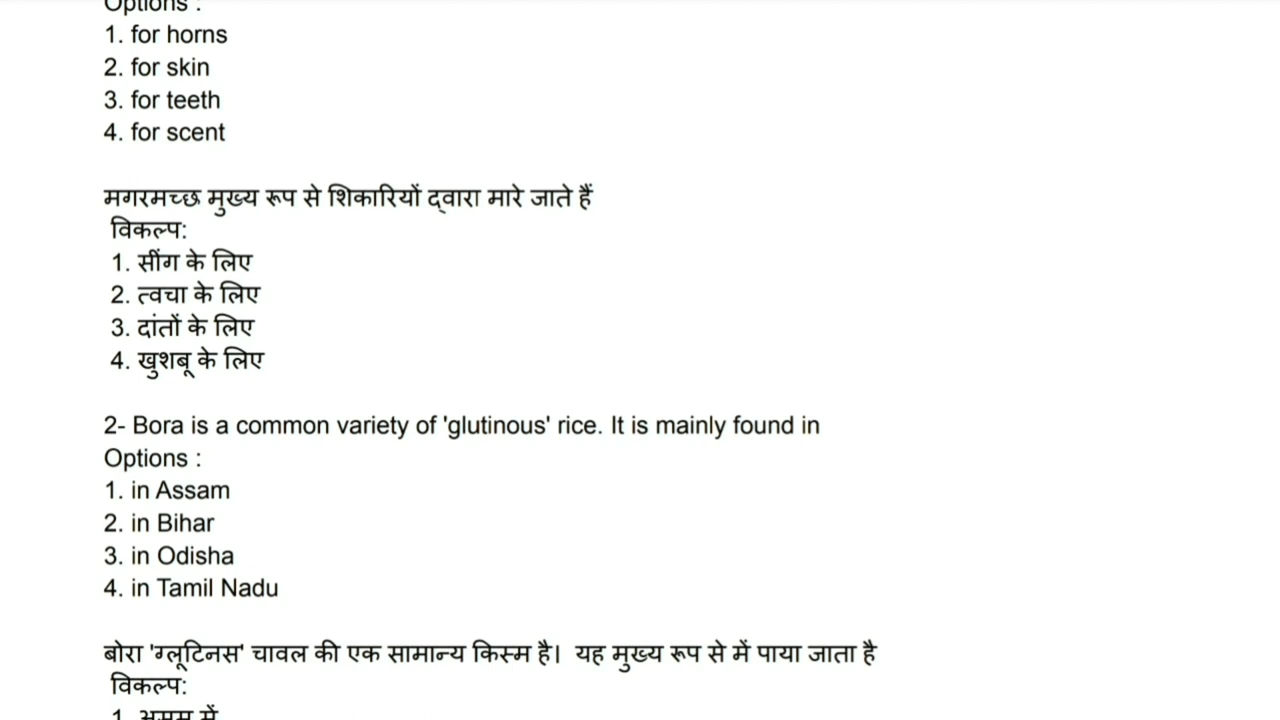 Options :
1. for horns
2. for skin
3. for teeth
4. for scent
मगरमच्छ मुख्य रूप से शिकारियों द्वारा मारे जाते हैं
विकल्प:
1. सींग के लिए
2. त्वचा के लिए
3. दांतों के लिए
4. खुशबू के लिए
2- Bora is a common variety of 'glutinous' rice. It is mainly found in
Options :
1. in Assam
2. in Bihar
3. in Odisha
4. in Tamil Nadu
बोरा 'ग्लूटिनस' चावल की एक सामान्य किस्म है। यह मुख्य रूप से में पाया जाता है
विकल्प:
1. असम में